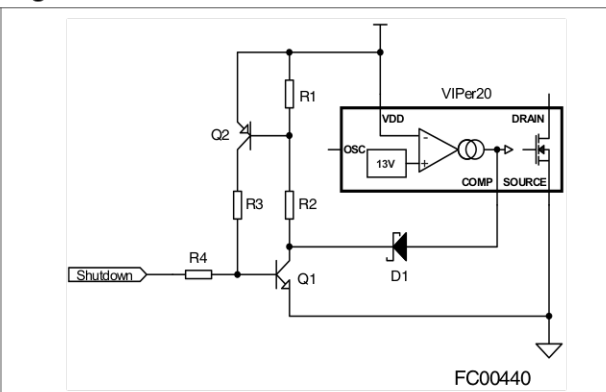 R1
VIPer20
VDD
DRAIN
Q2
OSC
-
13V
+
COMP
SOURCE
R3
R2
R4
Shutdown
Q1
D1
FC00440